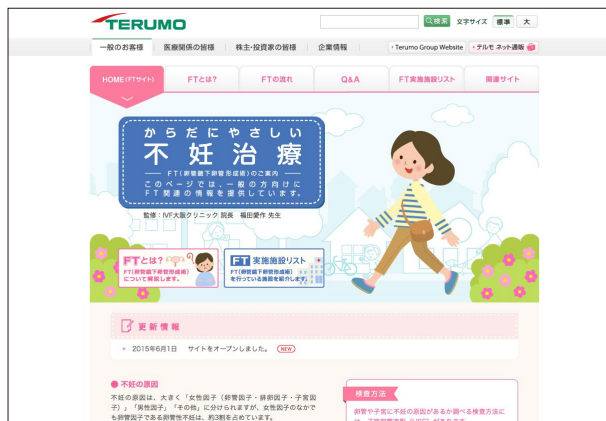 TERUMO
検索
文字サイズ
標準
大
一般のお客様
医療関係の皆様
株主・投資家の皆様
企業情報
Terumo Group Website
テルモ ネット通販
HOME(FTサイト)
FTとは?
FTの流れ
Q&A
FT実施施設リスト
関連サイト
からだにやさしい
不妊治療
FT(卵管鏡下卵管形成術)のご案内
このページでは、一般の方向けに
FT関連の情報を提供しています。
監修:IVF大阪クリニック 院長 福田愛作 先生
FTとは?
FT(卵管鏡下卵管形成術)
について解説します。
FT 実施施設リスト
FT(卵管鏡下卵管形成術)
を行っている施設を紹介します。
更新情報
2015年6月1日 サイトをオープンしました。 NEW
不妊の原因
不妊の原因は、大きく「女性因子(卵管因子・排卵因子・子宮因
子)」「男性因子」「その他」に分けられますが、女性因子のなかで
も卵管因子である卵管性不妊は、約3割を占めています。
検査方法
卵管や子宮に不妊の原因があるか調べる検査方法に